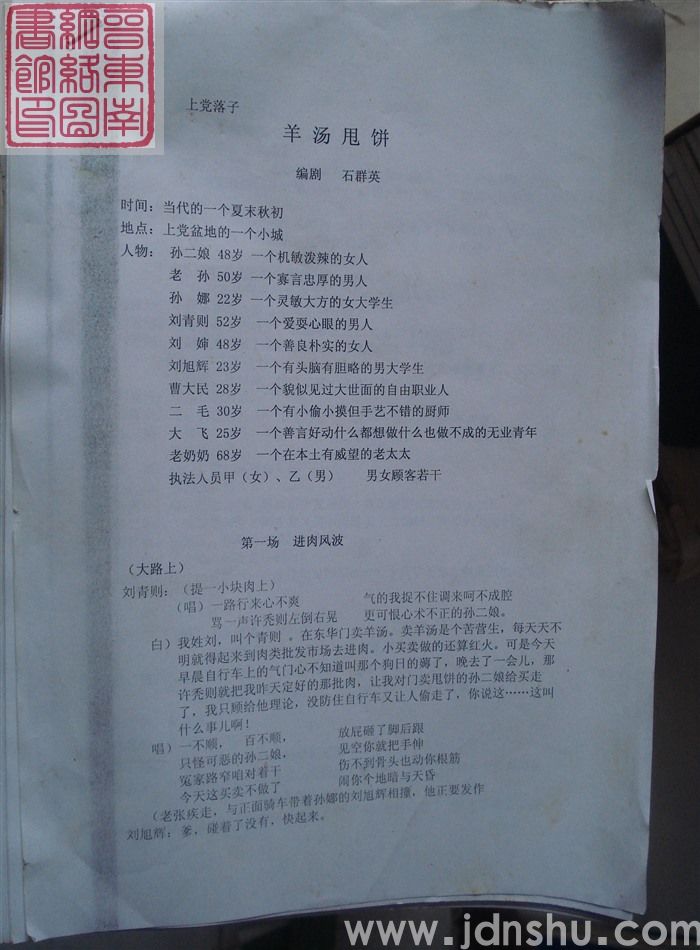 晋东南
网络图
书馆印
上党落子
羊汤甩饼
编剧 石群英
时间：当代的一个夏末秋初
地点：上党盆地的一个小城
人物：孙二娘 48岁 一个机敏泼辣的女人
老 孙 50岁 一个寡言忠厚的男人
孙 娜 22岁 一个灵敏大方的女大学生
刘青则 52岁 一个爱耍心眼的男人
刘 婶 48岁 一个善良朴实的女人
刘旭辉 23岁 一个有头脑有胆略的男大学生
曹大民 28岁 一个貌似见过大世面的自由职业人
二 毛 30岁 一个有小偷小摸但手艺不错的厨师
大 飞 25岁 一个善言好动什么都想做什么也做不成的无业青年
老奶奶 68岁 一个在本土有威望的老太太
执法人员甲（女）、乙（男） 男女顾客若干
第一场 进肉风波
（大路上）
刘青则：（提一小块肉上）
（唱）一路行来心不爽 气的我捉不住调来呵不成腔
骂一声许秃则左倒右晃 更可恨心术不正的孙二娘。
白）我姓刘，叫个青则 。在东华门卖羊汤。卖羊汤是个苦营生，每天天不
明就得起来到肉类批发市场去进肉。小买卖做的还算红火。可是今天
早晨自行车上的气门心不知道叫那个狗日的薅了，晚去了一会儿，那
许秃则就把我昨天定好的那批肉，让我对门卖甩饼的孙二娘给买走
了，我只顾给他理论，没防住自行车又让人偷走了，你说这……这叫
什么事儿啊！
唱）一不顺， 百不顺， 放屁砸了脚后跟
只怪可恶的孙二娘， 见空你就把手伸
冤家路窄咱对着干 伤不到骨头也动你根筋
今天这买卖不做了 闹你个地暗与天昏
（老张疾走，与正面骑车带着孙娜的刘旭辉相撞，他正要发作
刘旭辉：爹，碰着了没有，快起来。
www.jdnshu.com